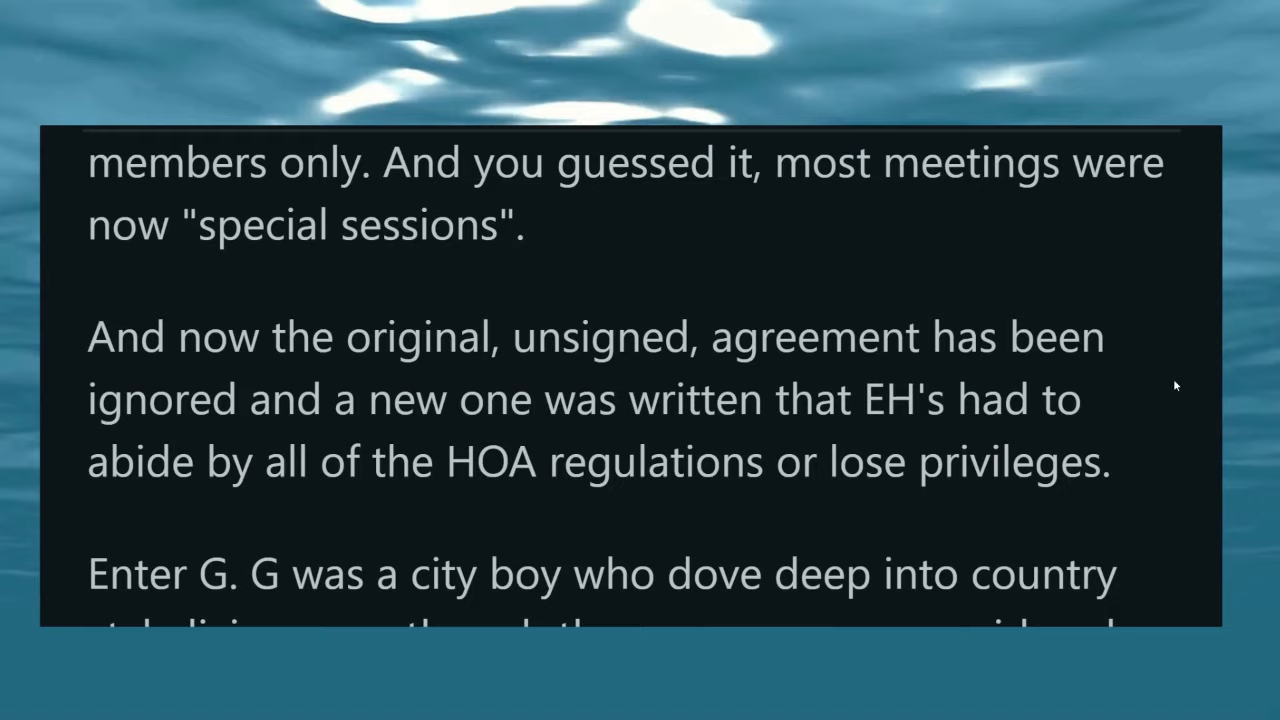 members only. And you guessed it, most meetings were
now "special sessions".
And now the original, unsigned, agreement has been
ignored and a new one was written that EH's had to
abide by all of the HOA regulations or lose privileges.
Enter G. G was a city boy who dove deep into country